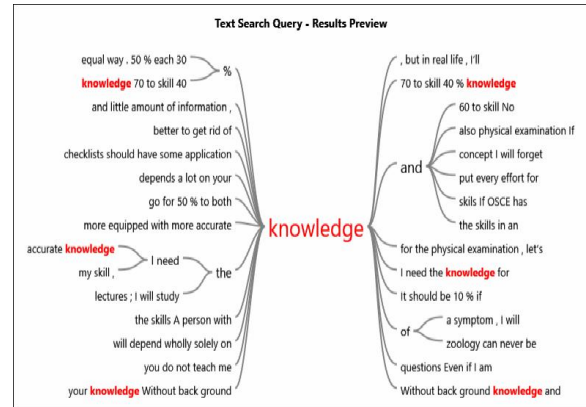 Text Search Query - Results Preview
equal way . 50 % each 30
knowledge 70 to skill 40
%
and little amount of information ,
better to get rid of
checklists should have some application
depends a lot on your
go for 50 % to both
more equipped with more accurate
accurate knowledge
my skill ,
I need
lectures ; I will study
the
the skills A person with
will depend wholly solely on
you do not teach me
your knowledge Without back ground
knowledge
, but in real life , I'll
70 to skill 40 % knowledge
and
60 to skill No
also physical examination If
concept I will forget
put every effort for
skils If OSCE has
the skills in an
for the physical examination , let's
I need the knowledge for
It should be 10 % if
of
a symptom , I will
zoology can never be
questions Even if I am
Without back ground knowledge and